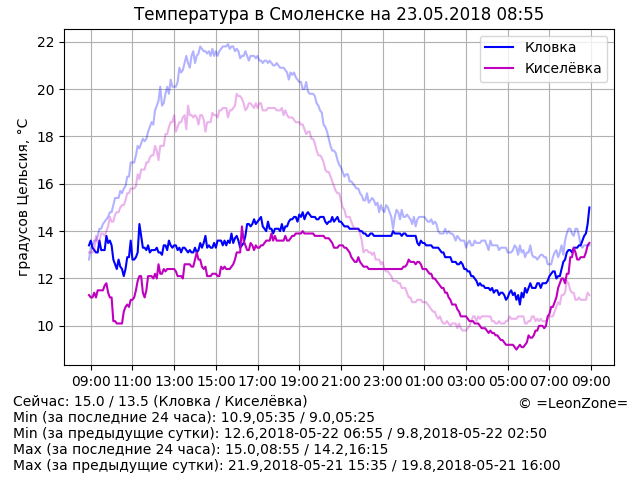 Температура в Смоленске на 23.05.2018 08:55
градусов Цельсия, °C
22
20
18
16
14
12
10
Кловка
Киселёвка
09:00 11:00 13:00 15:00 17:00 19:00 21:00 23:00 01:00 03:00 05:00 07:00 09:00
Сейчас: 15.0 / 13.5 (Кловка / Киселёвка)
© =LeonZone=
Min (за последние 24 часа): 10.9,05:35 / 9.0,05:25
Min (за предыдущие сутки): 12.6,2018-05-22 06:55 / 9.8,2018-05-22 02:50
Max (за последние 24 часа): 15.0,08:55 / 14.2,16:15
Max (за предыдущие сутки): 21.9,2018-05-21 15:35 / 19.8,2018-05-21 16:00